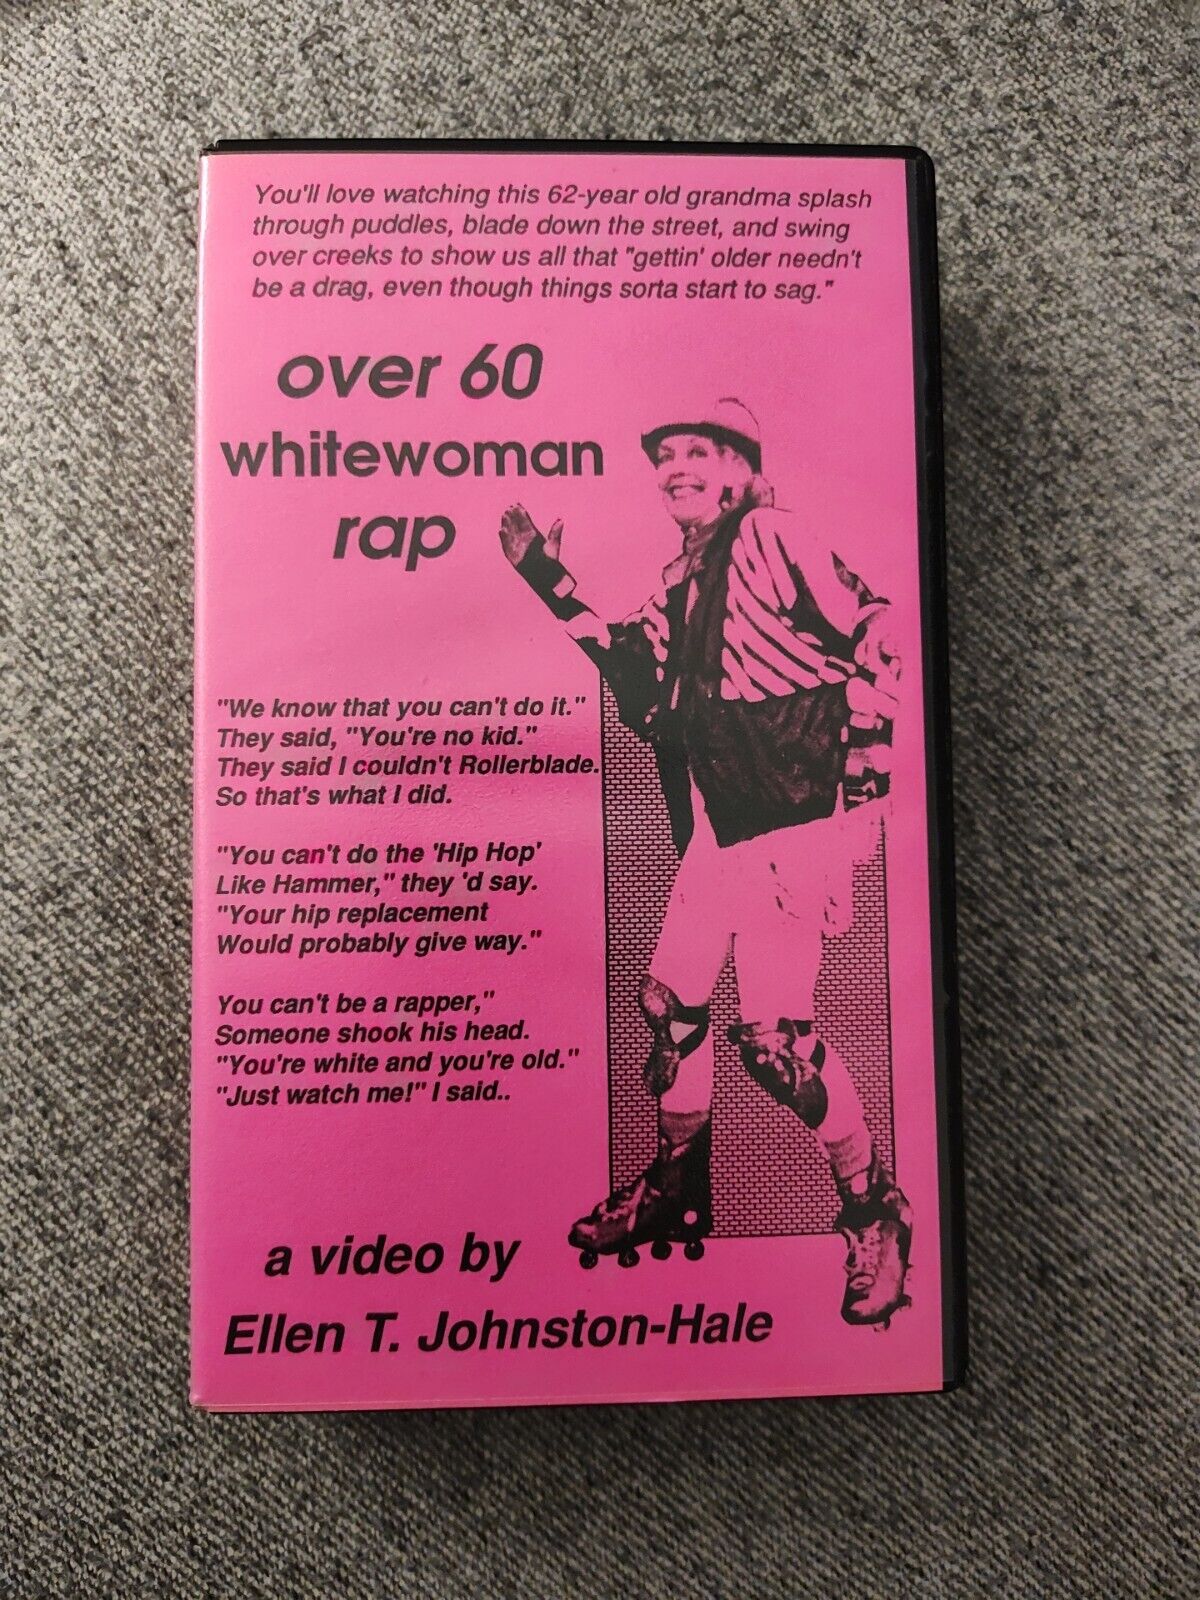 You'll love watching this 62-year old grandma splash
through puddles, blade down the street, and swing
over creeks to show us all that "gettin' older needn't
be a drag, even though things sorta start to sag."
over 60
whitewoman
rap
"We know that you can't do it."
They said, "You're no kid."
They said I couldn't Rollerblade.
So that's what I did.
"You can't do the 'Hip Hop'
Like Hammer," they 'd say.
"Your hip replacement
Would probably give way."
You can't be a rapper,"
Someone shook his head.
"You're white and you're old."
"Just watch me!" I said..
a video by
Ellen T. Johnston-Hale